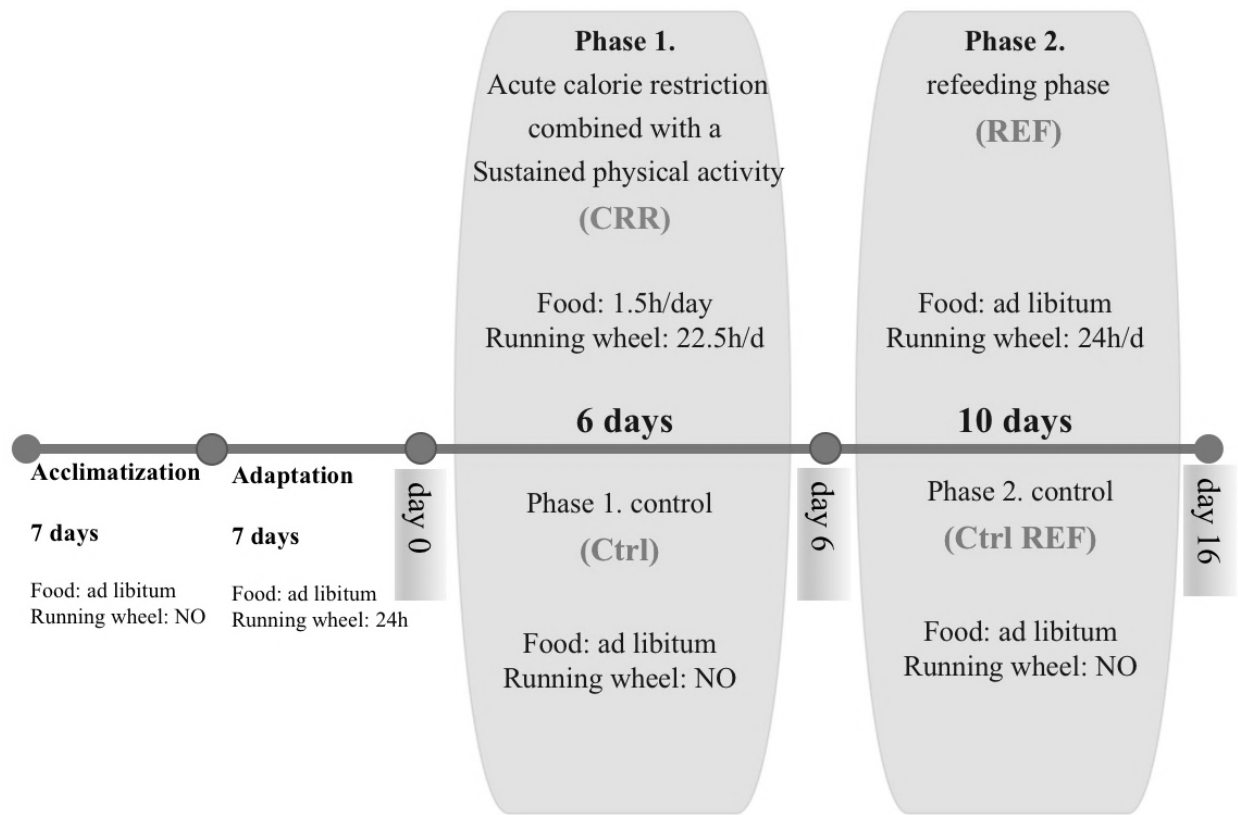 Phase 1.
Acute calorie restriction
combined with a
Sustained physical activity
(CRR)
Food: 1.5h/day
Running wheel: 22.5h/d
6 days
Phase 2.
refeeding phase
(REF)
Food: ad libitum
Running wheel: 24h/d
10 days
Acclimatization
7 days
Food: ad libitum
Running wheel: NO
Adaptation
7 days
Food: ad libitum
Running wheel: 24h
day 0
Phase 1. control
(Ctrl)
Food: ad libitum
Running wheel: NO
day 6
Phase 2. control
(Ctrl REF)
Food: ad libitum
Running wheel: NO
day 16